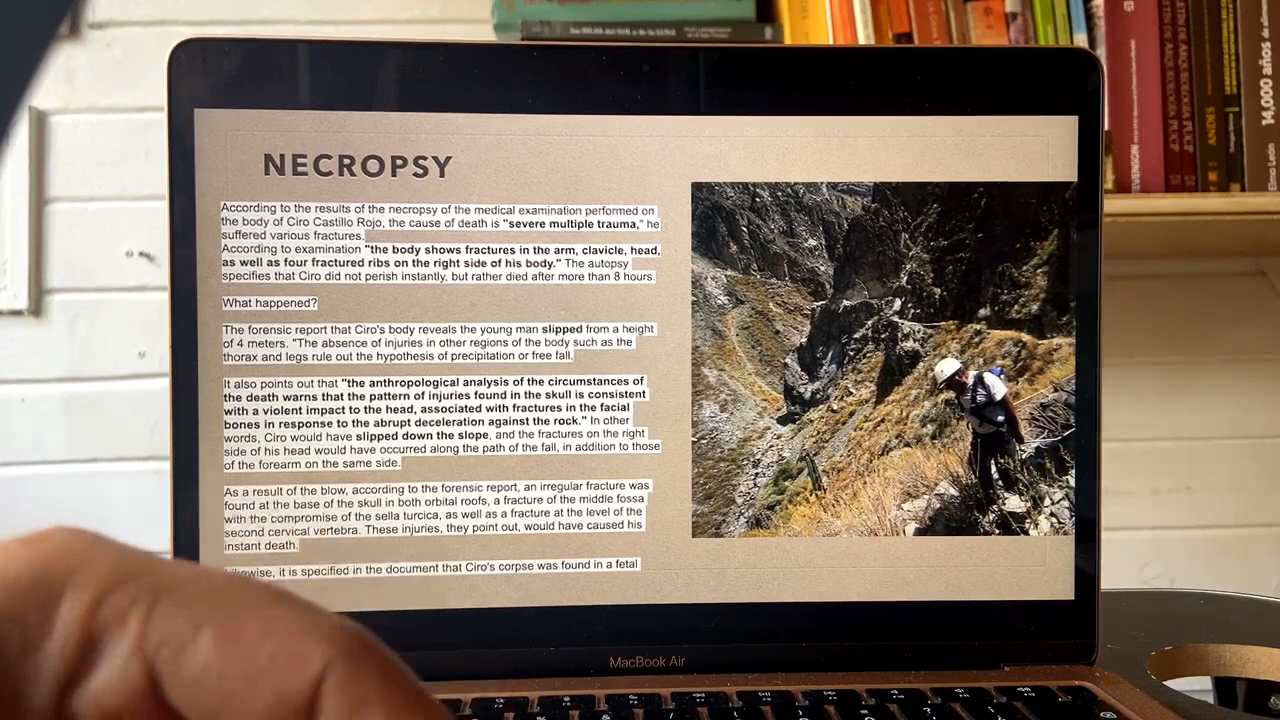 NECROPSY
According to the results of the necropsy of the medical examination performed on
the body of Ciro Castillo Rojo, the cause of death is "severe multiple trauma," he
suffered various fractures.
According to examination "the body shows fractures in the arm, clavicle, head,
as well as four fractured ribs on the right side of his body." The autopsy
specifies that Ciro did not perish instantly, but rather died after more than 8 hours.
What happened?
The forensic report that Ciro's body reveals the young man slipped from a height
of 4 meters. "The absence of injuries in other regions of the body such as the
thorax and legs rule out the hypothesis of precipitation or free fall.
It also points out that "the anthropological analysis of the circumstances of
the death warns that the pattern of injuries found in the skull is consistent
with a violent impact to the head, associated with fractures in the facial
bones in response to the abrupt deceleration against the rock." In other
words, Ciro would have slipped down the slope, and the fractures on the right
side of his head would have occurred along the path of the fall, in addition to those
of the forearm on the same side.
As a result of the blow, according to the forensic report, an irregular fracture was
found at the base of the skull in both orbital roofs, a fracture of the middle fossa
with the compromise of the sella turcica, as well as a fracture at the level of the
second cervical vertebra. These injuries, they point out, would have caused his
instant death.
Likewise, it is specified in the document that Ciro's corpse was found in a fetal
MacBook Air
ANDES
14,000 años